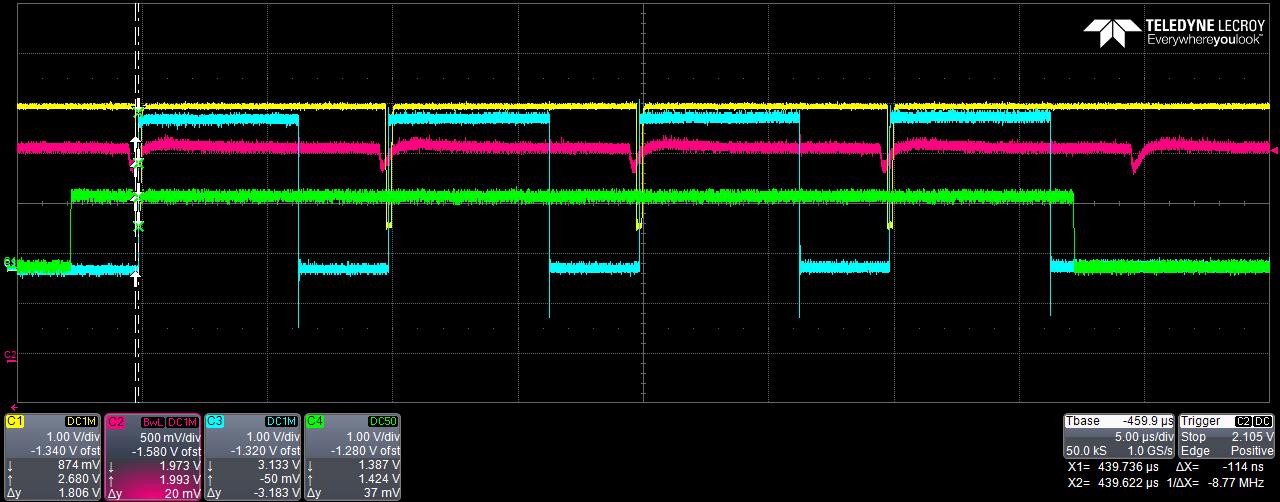 TELEDYNE LECROY
Everywhereyoulook™
C2
C1 DC1M
1.00 V/div
-1.340 V ofst
↓ 874 mV
↑ 2.680 V
Δy 1.806 V
C2 BwL DC1M
500 mV/div
-1.580 V ofst
↓ 1.973 V
↑ 1.993 V
Δy 20 mV
C3 DC1M
1.00 V/div
-1.320 V ofst
↓ 3.133 V
↑ -50 mV
Δy -3.183 V
C4 DC50
1.00 V/div
-1.280 V ofst
↓ 1.387 V
↑ 1.424 V
Δy 37 mV
Tbase -459.9 µs
5.00 µs/div
50.0 kS 1.0 GS/s
Trigger C2 DC
Stop 2.105 V
Edge Positive
X1= 439.736 µs ΔX= -114 ns
X2= 439.622 µs 1/ΔX= -8.77 MHz